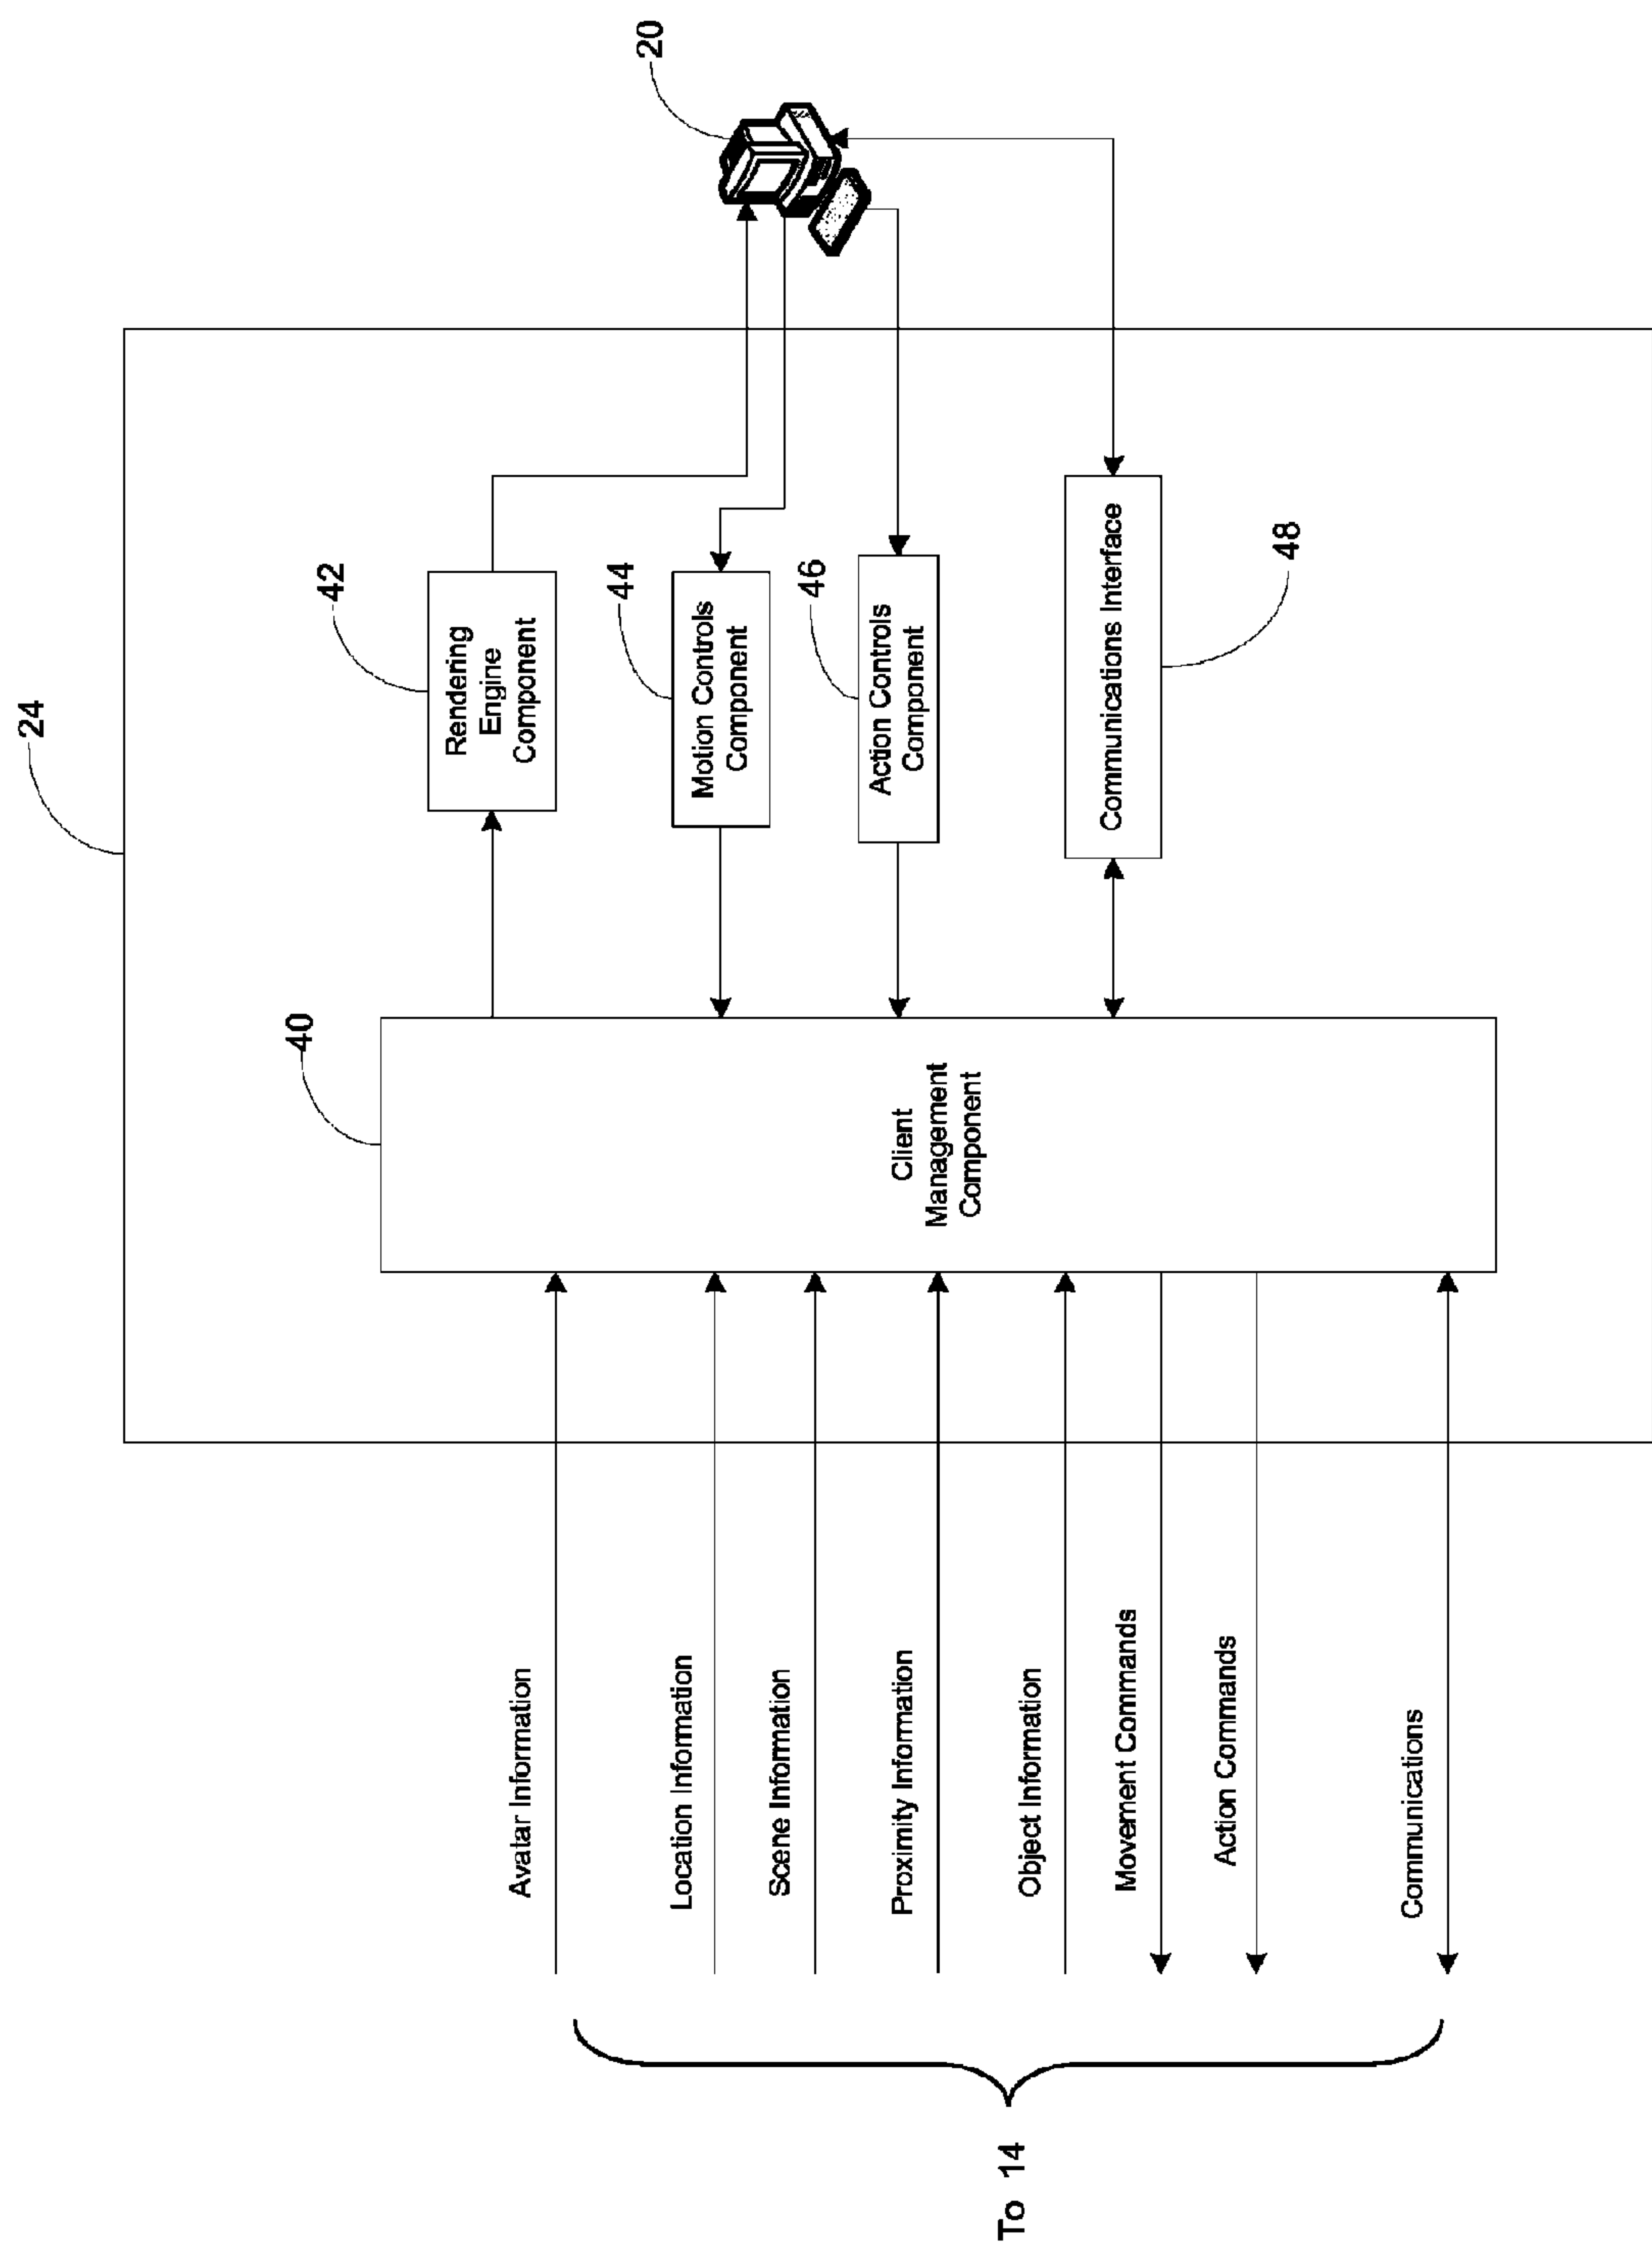 24
20
42
Rendering
Engine
Component
44
Motion Controls
Component
46
Action Controls
Component
Communications Interface
48
40
Client
Management
Component
Avatar Information
Location Information
Scene Information
Proximity Information
Object Information
Movement Commands
Action Commands
Communications
To 14